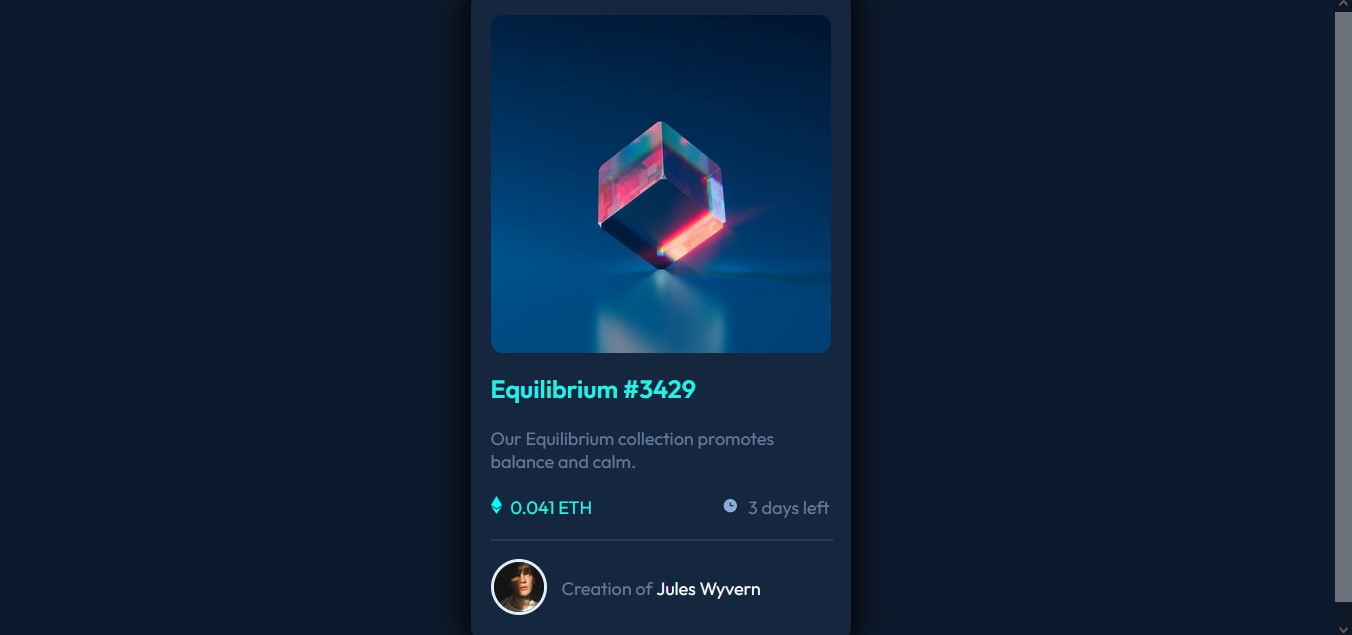 Equilibrium #3429
Our Equilibrium collection promotes
balance and calm.
0.041 ETH
3 days left
Creation of Jules Wyvern